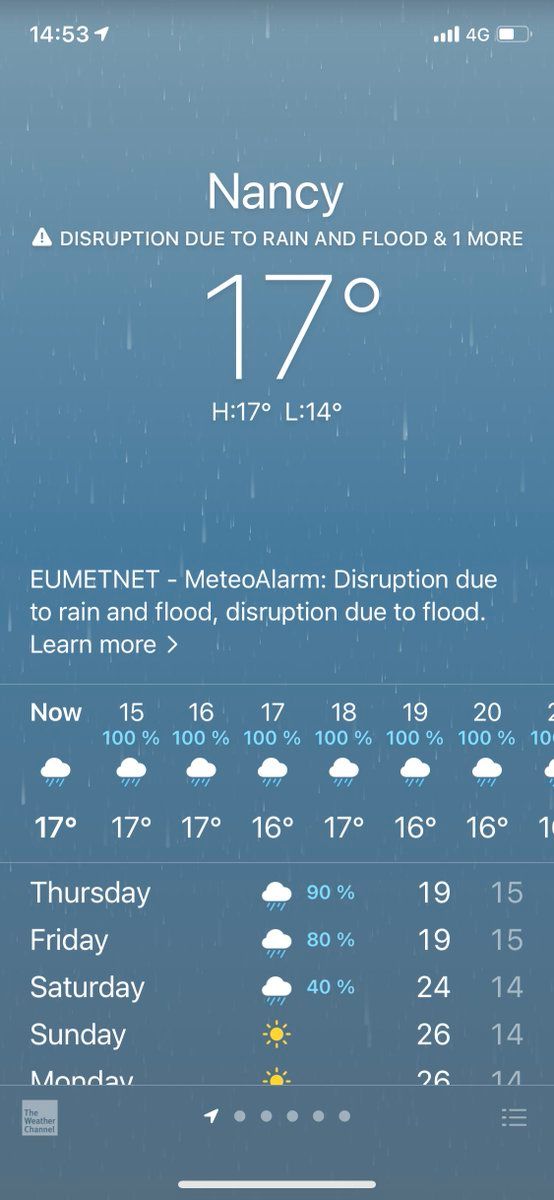 14:53 4G
Nancy
DISRUPTION DUE TO RAIN AND FLOOD & 1 MORE
17°
H:17° L:14°
EUMETNET - MeteoAlarm: Disruption due
to rain and flood, disruption due to flood.
Learn more >
Now 15 16 17 18 19 20 2
100 % 100 % 100 % 100 % 100 % 100 % 10
17° 17° 17° 16° 17° 16° 16° 1
Thursday 90 % 19 15
Friday 80 % 19 15
Saturday 40 % 24 14
Sunday 26 14
Monday 26 14
The
Weather
Channel